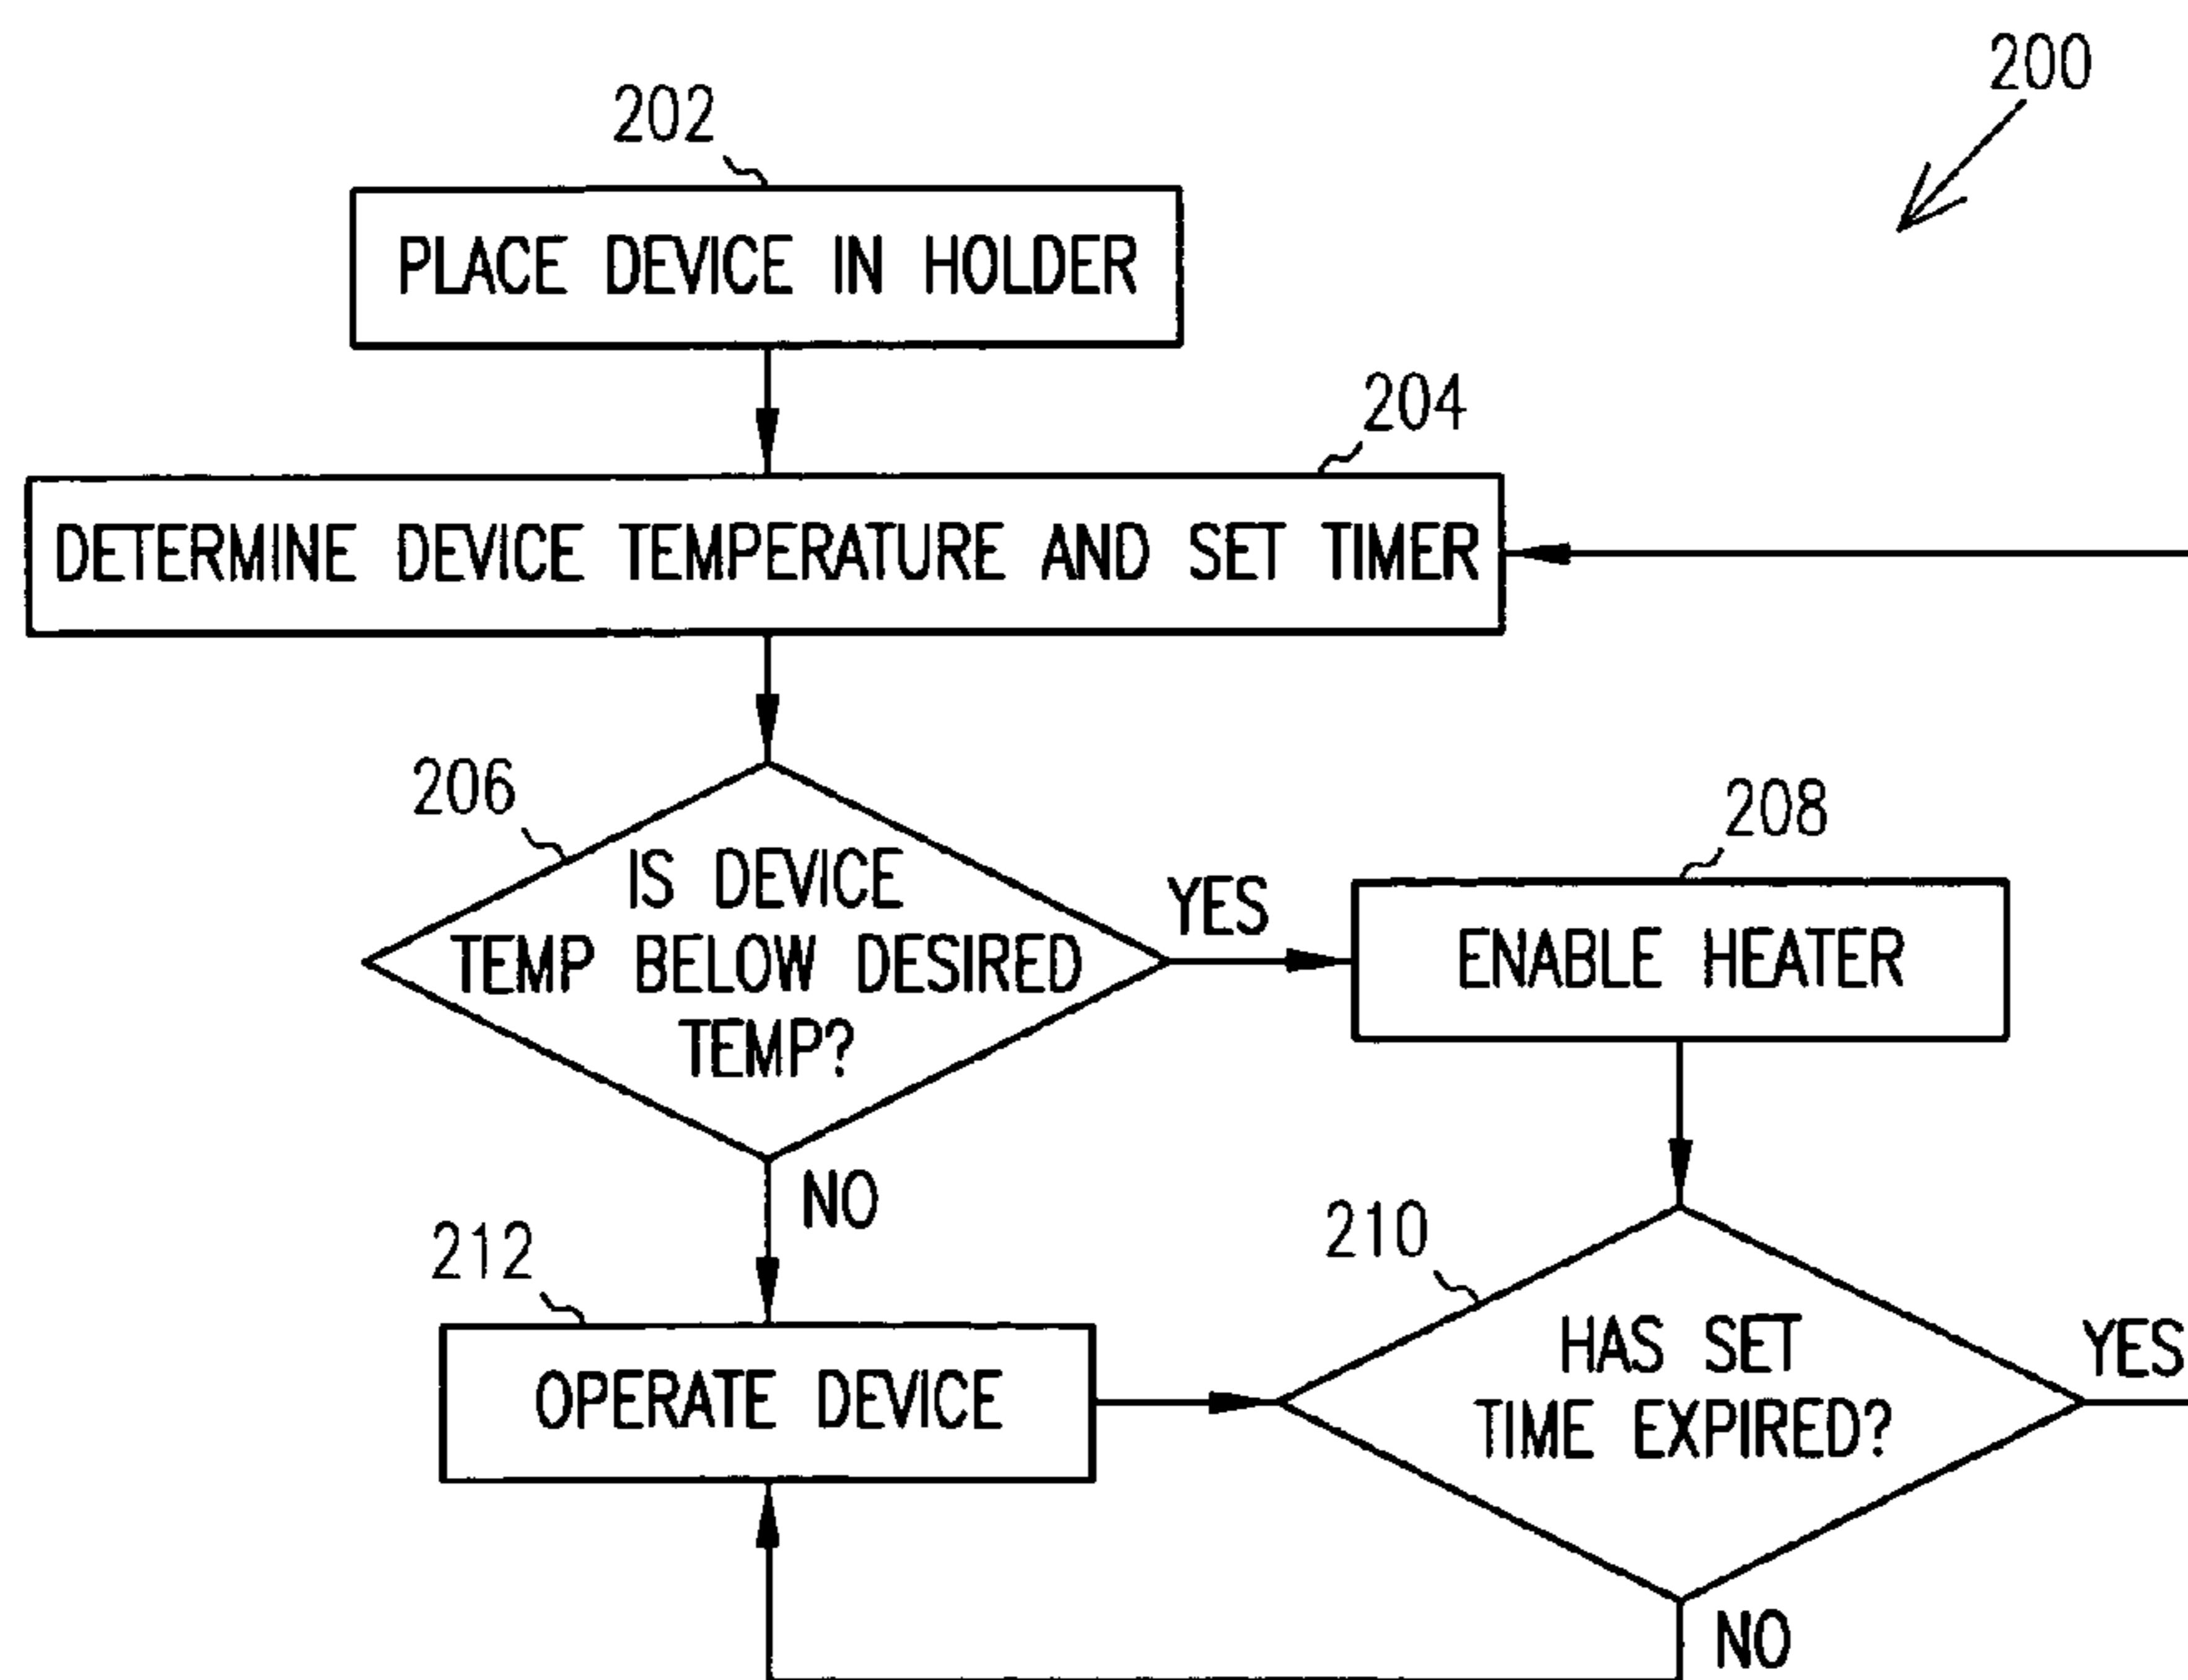 200
202
PLACE DEVICE IN HOLDER
204
DETERMINE DEVICE TEMPERATURE AND SET TIMER
206
IS DEVICE
TEMP BELOW DESIRED
TEMP?
YES
208
ENABLE HEATER
NO
212
OPERATE DEVICE
210
HAS SET
TIME EXPIRED?
YES
NO